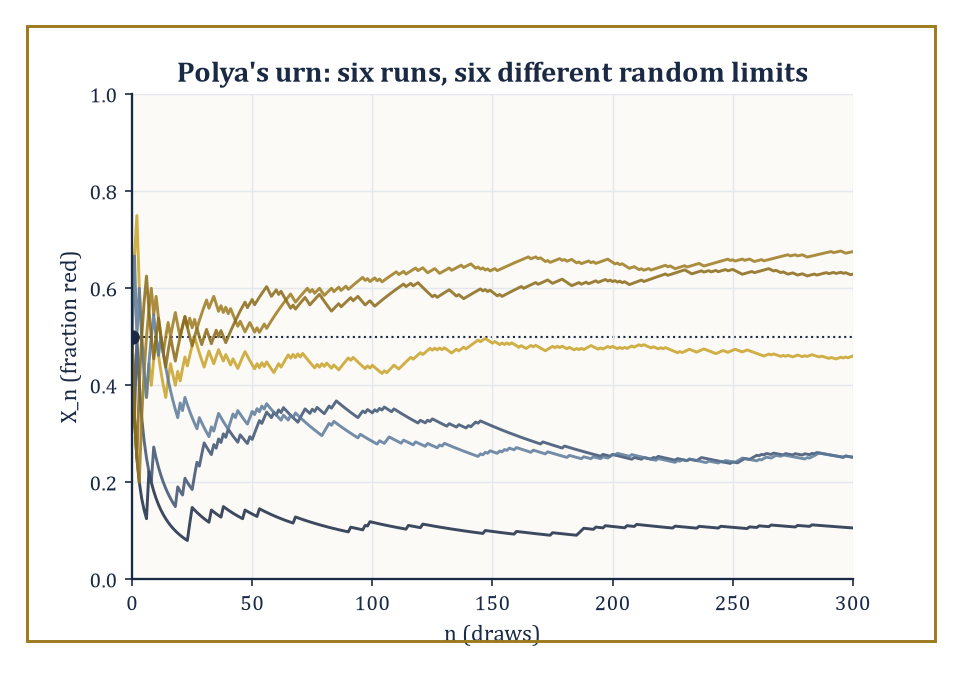 Polya's urn: six runs, six different random limits
X_n (fraction red)
1.0
0.8
0.6
0.4
0.2
0.0
0 50 100 150 200 250 300
n (draws)